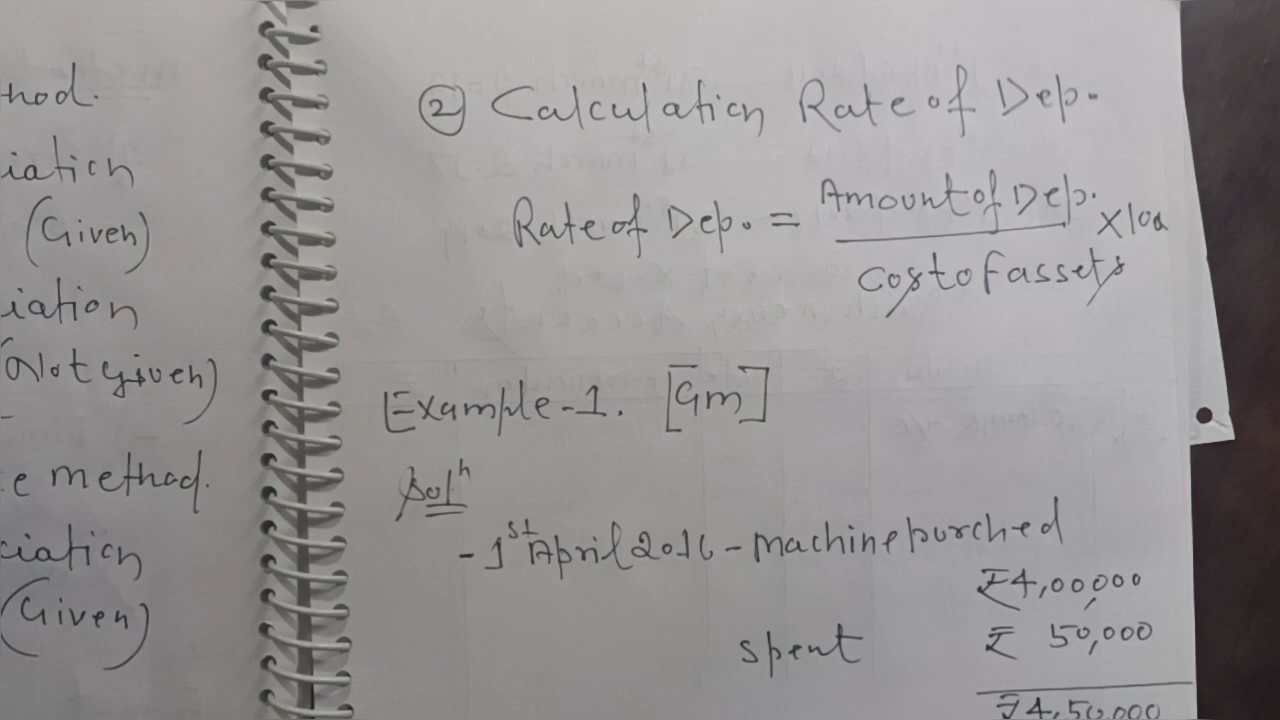 hod.
iation
(Given)
iation
(Not given)
e method.
ciation
(Given)
② Calculation Rate of Dep.
Rate of Dep. = Amount of Dep. × 100
Cost of assets
Example-1. [Gm]
Solⁿ
- 1st April 2016 - machine purched
₹4,00,000
spent ₹ 50,000
₹4,50,000